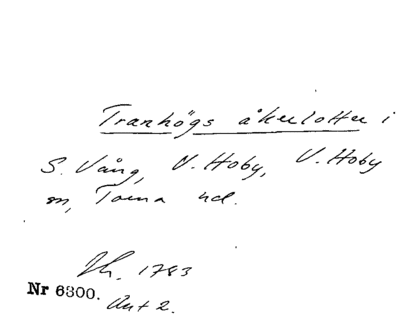 Tranhögs åkerlotter i
S. Vång, V. Hoby, V. Hoby
sn, Torna hd.
1783
Nr 6300.
Akt 2.